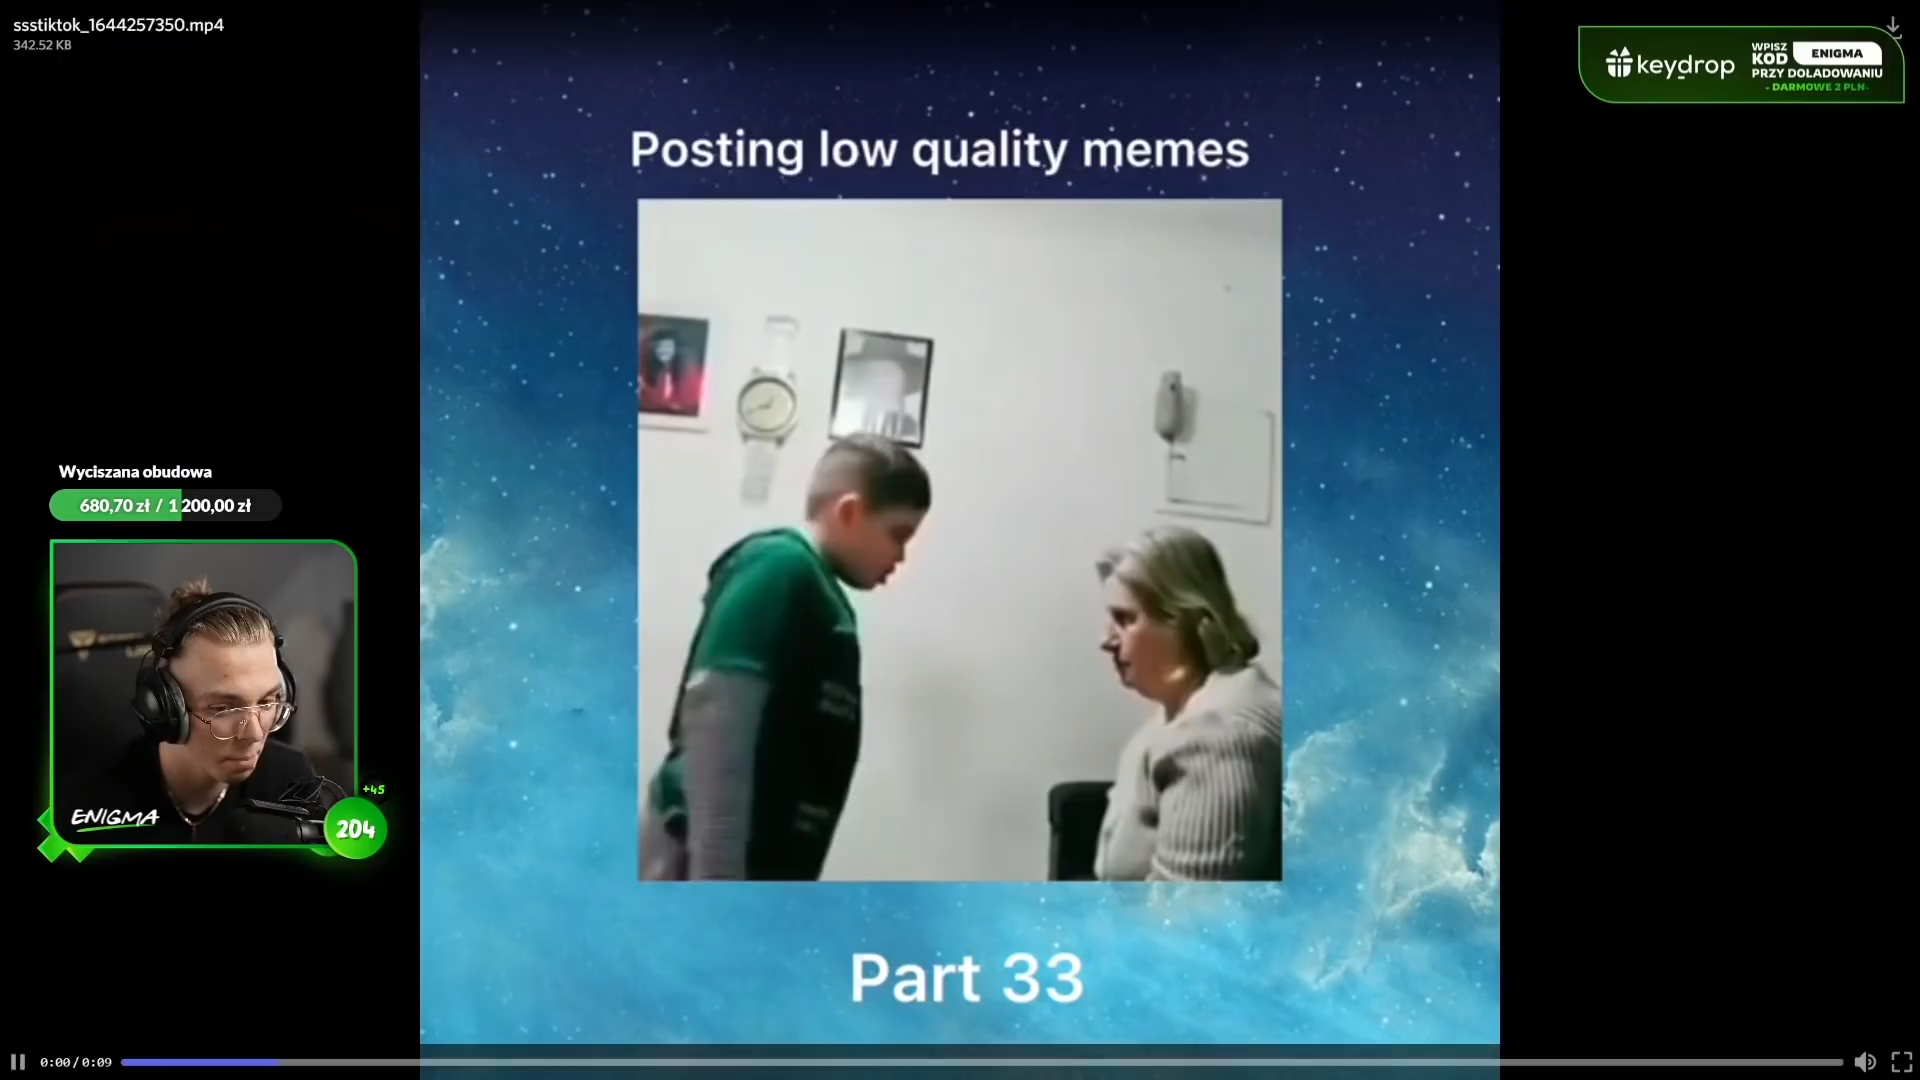 ssstiktok_1644257350.mp4
342.52 KB
keydrop
WPISZ
KOD
ENIGMA
PRZY DOLADOWANIU
- DARMOWE 2 PLN-
Posting low quality memes
Wyciszana obudowa
680,70 zł / 1 200,00 zł
ENIGMA
+45
204
Part 33
0:00/0:09